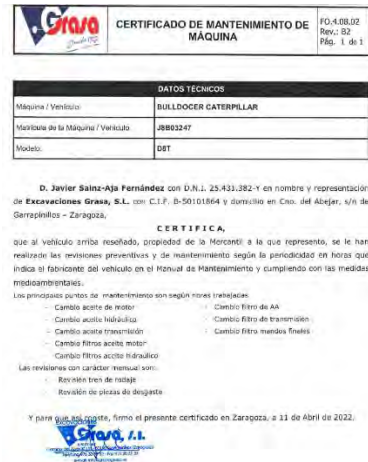 Grasa
CERTIFICADO DE MANTENIMIENTO DE
MÁQUINA
FO.4.08.02
Rev.: B2
Pág. 1 de 1
DATOS TÉCNICOS
Máquina / Vehículo: BULLDOCER CATERPILLAR
Matrícula de la Máquina / Vehículo: J8B03247
Modelo: D8T
D. Javier Sainz-Aja Fernández con D.N.I. 25.431.382-Y en nombre y representación
de Excavaciones Grasa, S.L. con C.I.F. B-50101864 y domicilio en Cno. del Abejar, s/n de
Garrapinillos – Zaragoza,
CERTIFICA,
que al vehículo arriba reseñado, propiedad de la Mercantil a la que represento, se le han
realizado las revisiones preventivas y de mantenimiento según la periodicidad en horas que
indica el fabricante del vehículo en el Manual de Mantenimiento y cumpliendo con las medidas
medioambientales.
Los principales puntos de mantenimiento son según horas trabajadas
- Cambio aceite de motor
- Cambio aceite hidráulico
- Cambio aceite transmisión
- Cambio filtros aceite motor
- Cambio filtros aceite hidráulico
- Cambio filtro de AA
- Cambio filtro de transmisión
- Cambio filtro mandos finales
Las revisiones con carácter mensual son:
- Revisión tren de rodaje
- Revisión de piezas de desgaste
Y para que así conste, firmo el presente certificado en Zaragoza, a 11 de Abril de 2022.
EXCAVACIONES
Grasa, S.L.